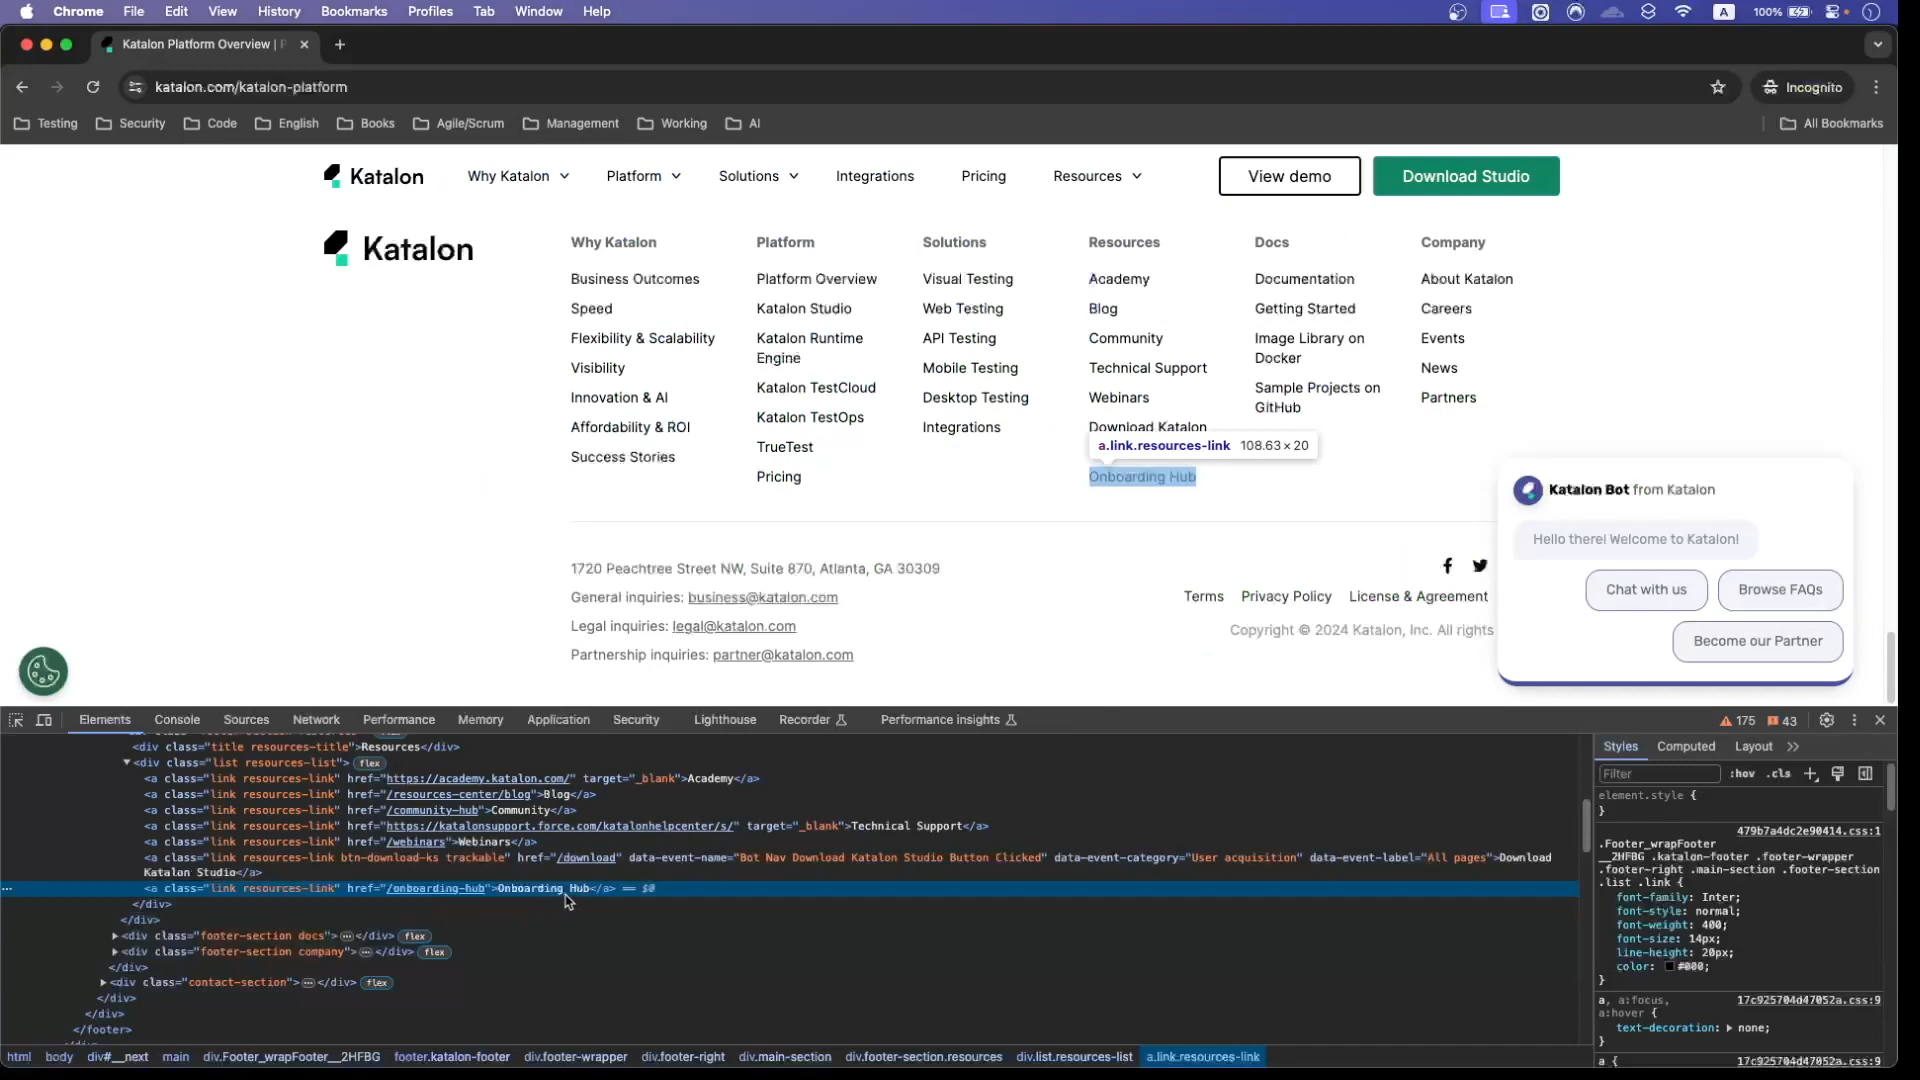 Chrome File Edit View History Bookmarks Profiles Tab Window Help A 100%
Katalon Platform Overview | P
katalon.com/katalon-platform Incognito
Testing Security Code English Books Agile/Scrum Management Working AI All Bookmarks
Katalon Why Katalon Platform Solutions Integrations Pricing Resources View demo Download Studio
Katalon
Why Katalon
Business Outcomes
Speed
Flexibility & Scalability
Visibility
Innovation & AI
Affordability & ROI
Success Stories
Platform
Platform Overview
Katalon Studio
Katalon Runtime
Engine
Katalon TestCloud
Katalon TestOps
TrueTest
Pricing
Solutions
Visual Testing
Web Testing
API Testing
Mobile Testing
Desktop Testing
Integrations
Resources
Academy
Blog
Community
Technical Support
Webinars
Download Katalon
a.link.resources-link 108.63 × 20
Onboarding Hub
Docs
Documentation
Getting Started
Image Library on
Docker
Sample Projects on
GitHub
Company
About Katalon
Careers
Events
News
Partners
1720 Peachtree Street NW, Suite 870, Atlanta, GA 30309
General inquiries: business@katalon.com
Legal inquiries: legal@katalon.com
Partnership inquiries: partner@katalon.com
Terms Privacy Policy License & Agreement
Copyright © 2024 Katalon, Inc. All rights
Katalon Bot from Katalon
Hello there! Welcome to Katalon!
Chat with us Browse FAQs
Become our Partner
Elements Console Sources Network Performance Memory Application Security Lighthouse Recorder Performance insights 175 43
<div class="title resources-title">Resources</div>
<div class="list resources-list"> flex
<a class="link resources-link" href="https://academy.katalon.com/" target="_blank">Academy</a>
<a class="link resources-link" href="/resources-center/blog">Blog</a>
<a class="link resources-link" href="/community-hub">Community</a>
<a class="link resources-link" href="https://katalonsupport.force.com/katalonhelpcenter/s/" target="_blank">Technical Support</a>
<a class="link resources-link" href="/webinars">Webinars</a>
<a class="link resources-link btn-download-ks trackable" href="/download" data-event-name="Bot Nav Download Katalon Studio Button Clicked" data-event-category="User acquisition" data-event-label="All pages">Download
Katalon Studio</a>
<a class="link resources-link" href="/onboarding-hub">Onboarding Hub</a> == $0
</div>
</div>
<div class="footer-section docs">…</div> flex
<div class="footer-section company">…</div> flex
</div>
<div class="contact-section">…</div> flex
</div>
</div>
</footer>
html body div#__next main div.Footer_wrapFooter__2HFBG footer.katalon-footer div.footer-wrapper div.footer-right div.main-section div.footer-section.resources div.list.resources-list a.link.resources-link
Styles Computed Layout
Filter :hov .cls
element.style {
}
479b7a4dc2e90414.css:1
.Footer_wrapFooter
__2HFBG .katalon-footer .footer-wrapper
.footer-right .main-section .footer-section
.list .link {
font-family: Inter;
font-style: normal;
font-weight: 400;
font-size: 14px;
line-height: 20px;
color: #000;
}
a, a:focus, 17c925704d47052a.css:9
a:hover {
text-decoration: none;
}
a { 17c925704d47052a.css:9